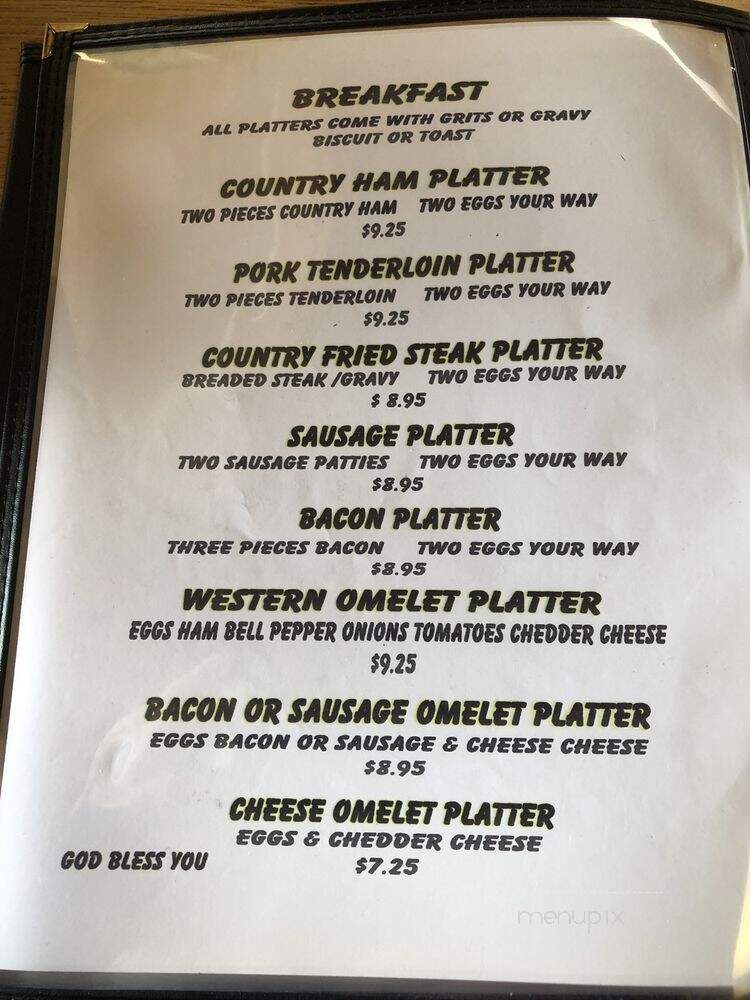 BREAKFAST
ALL PLATTERS COME WITH GRITS OR GRAVY
BISCUIT OR TOAST
COUNTRY HAM PLATTER
TWO PIECES COUNTRY HAM TWO EGGS YOUR WAY
$9.25
PORK TENDERLOIN PLATTER
TWO PIECES TENDERLOIN TWO EGGS YOUR WAY
$9.25
COUNTRY FRIED STEAK PLATTER
BREADED STEAK /GRAVY TWO EGGS YOUR WAY
$ 8.95
SAUSAGE PLATTER
TWO SAUSAGE PATTIES TWO EGGS YOUR WAY
$8.95
BACON PLATTER
THREE PIECES BACON TWO EGGS YOUR WAY
$8.95
WESTERN OMELET PLATTER
EGGS HAM BELL PEPPER ONIONS TOMATOES CHEDDER CHEESE
$9.25
BACON OR SAUSAGE OMELET PLATTER
EGGS BACON OR SAUSAGE & CHEESE CHEESE
$8.95
CHEESE OMELET PLATTER
EGGS & CHEDDER CHEESE
GOD BLESS YOU $7.25
menupix